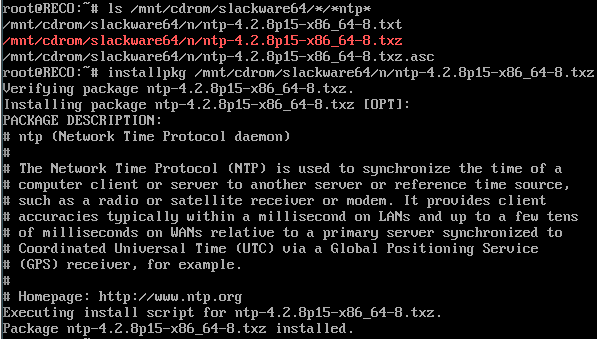 root@RECO:~# ls /mnt/cdrom/slackware64/*/*ntp*
/mnt/cdrom/slackware64/n/ntp-4.2.8p15-x86_64-8.txt
/mnt/cdrom/slackware64/n/ntp-4.2.8p15-x86_64-8.txz
/mnt/cdrom/slackware64/n/ntp-4.2.8p15-x86_64-8.txz.asc
root@RECO:~# installpkg /mnt/cdrom/slackware64/n/ntp-4.2.8p15-x86_64-8.txz
Verifying package ntp-4.2.8p15-x86_64-8.txz.
Installing package ntp-4.2.8p15-x86_64-8.txz [OPT]:
PACKAGE DESCRIPTION:
# ntp (Network Time Protocol daemon)
#
# The Network Time Protocol (NTP) is used to synchronize the time of a
# computer client or server to another server or reference time source,
# such as a radio or satellite receiver or modem. It provides client
# accuracies typically within a millisecond on LANs and up to a few tens
# of milliseconds on WANs relative to a primary server synchronized to
# Coordinated Universal Time (UTC) via a Global Positioning Service
# (GPS) receiver, for example.
#
# Homepage: http://www.ntp.org
Executing install script for ntp-4.2.8p15-x86_64-8.txz.
Package ntp-4.2.8p15-x86_64-8.txz installed.